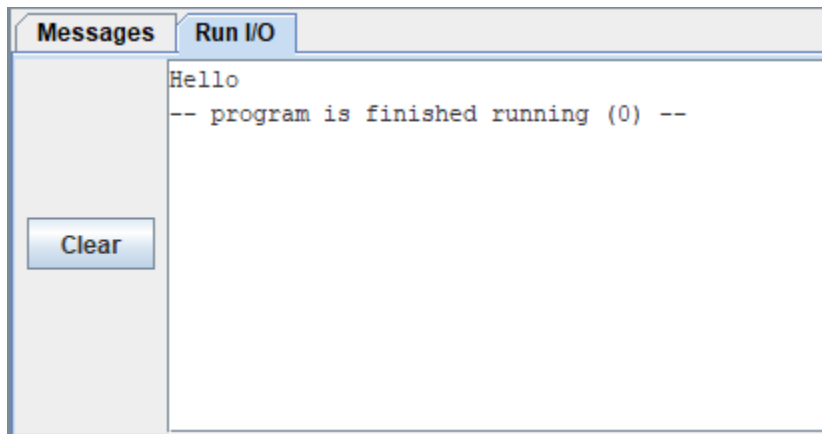 Messages Run I/O
Hello
-- program is finished running (0) --
Clear